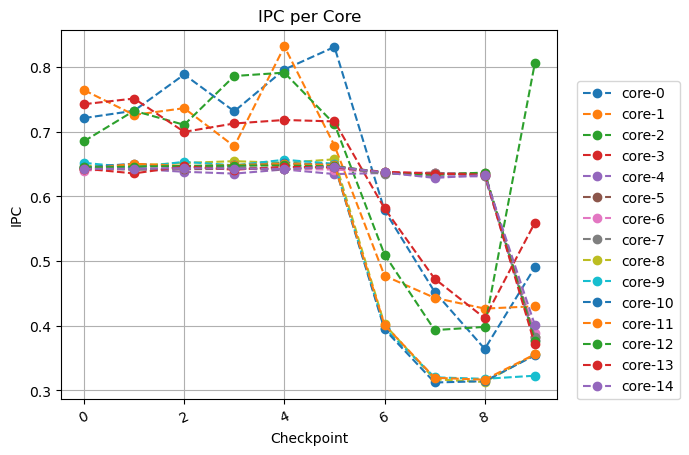 IPC per Core
IPC
0.8
0.7
0.6
0.5
0.4
0.3
0
2
4
6
8
Checkpoint
core-0
core-1
core-2
core-3
core-4
core-5
core-6
core-7
core-8
core-9
core-10
core-11
core-12
core-13
core-14